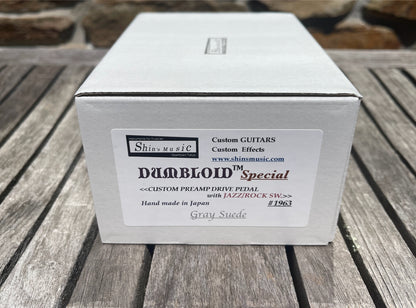 Shin's Music
Custom GUITARS
Custom Effects
www.shinsmusic.com
DUMBLOID™ Special
<<CUSTOM PREAMP DRIVE PEDAL
with JAZZ/ROCK SW.>>
Hand made in Japan #1963
Gray Suede